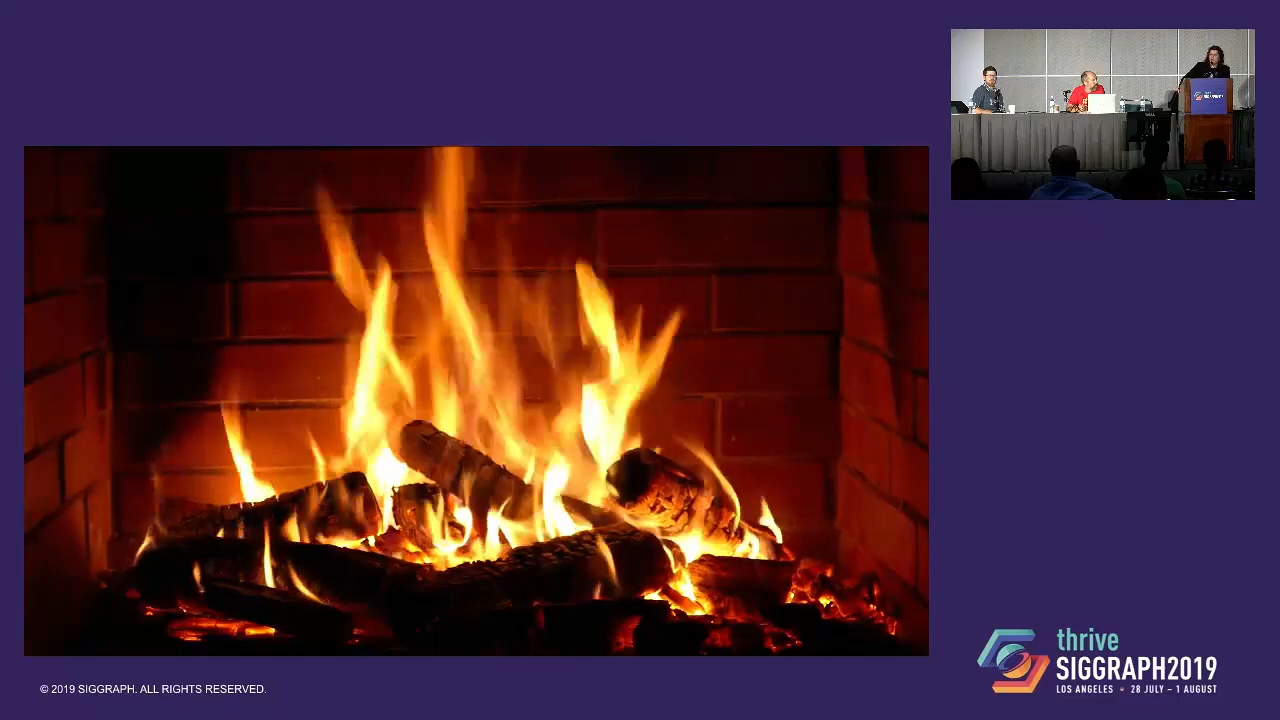 thrive
SIGGRAPH2019
LOS ANGELES • 28 JULY – 1 AUGUST
© 2019 SIGGRAPH. ALL RIGHTS RESERVED.